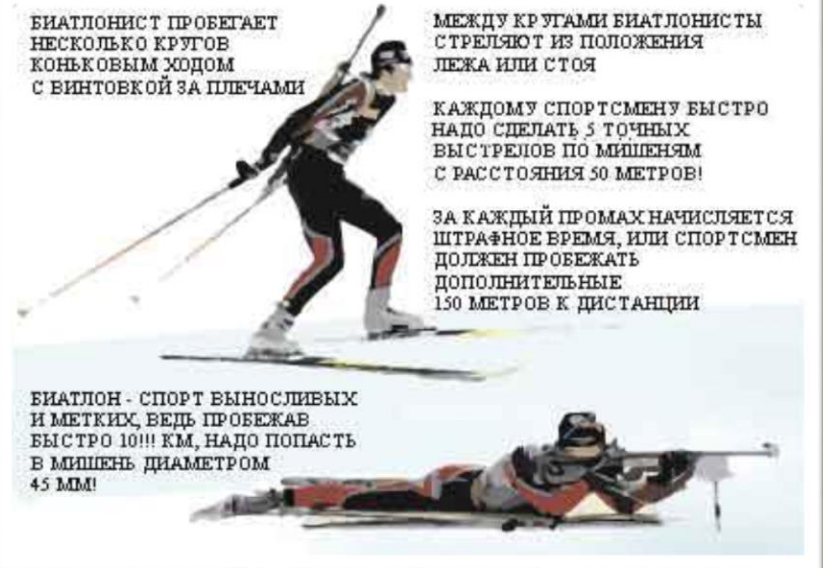 БИАТЛОНИСТ ПРОБЕГАЕТ
НЕСКОЛЬКО КРУГОВ
КОНЬКОВЫМ ХОДОМ
С ВИНТОВКОЙ ЗА ПЛЕЧАМИ
МЕЖДУ КРУГАМИ БИАТЛОНИСТЫ
СТРЕЛЯЮТ ИЗ ПОЛОЖЕНИЯ
ЛЕЖА ИЛИ СТОЯ
КАЖДОМУ СПОРТСМЕНУ БЫСТРО
НАДО СДЕЛАТЬ 5 ТОЧНЫХ
ВЫСТРЕЛОВ ПО МИШЕНЯМ
С РАССТОЯНИЯ 50 МЕТРОВ!
ЗА КАЖДЫЙ ПРОМАХ НАЧИСЛЯЕТСЯ
ШТРАФНОЕ ВРЕМЯ, ИЛИ СПОРТСМЕН
ДОЛЖЕН ПРОБЕЖАТЬ
ДОПОЛНИТЕЛЬНЫЕ
150 МЕТРОВ К ДИСТАНЦИИ
БИАТЛОН - СПОРТ ВЫНОСЛИВЫХ
И МЕТКИХ, ВЕДЬ ПРОБЕЖАВ
БЫСТРО 10!!! КМ, НАДО ПОПАСТЬ
В МИШЕНЬ ДИАМЕТРОМ
45 ММ!